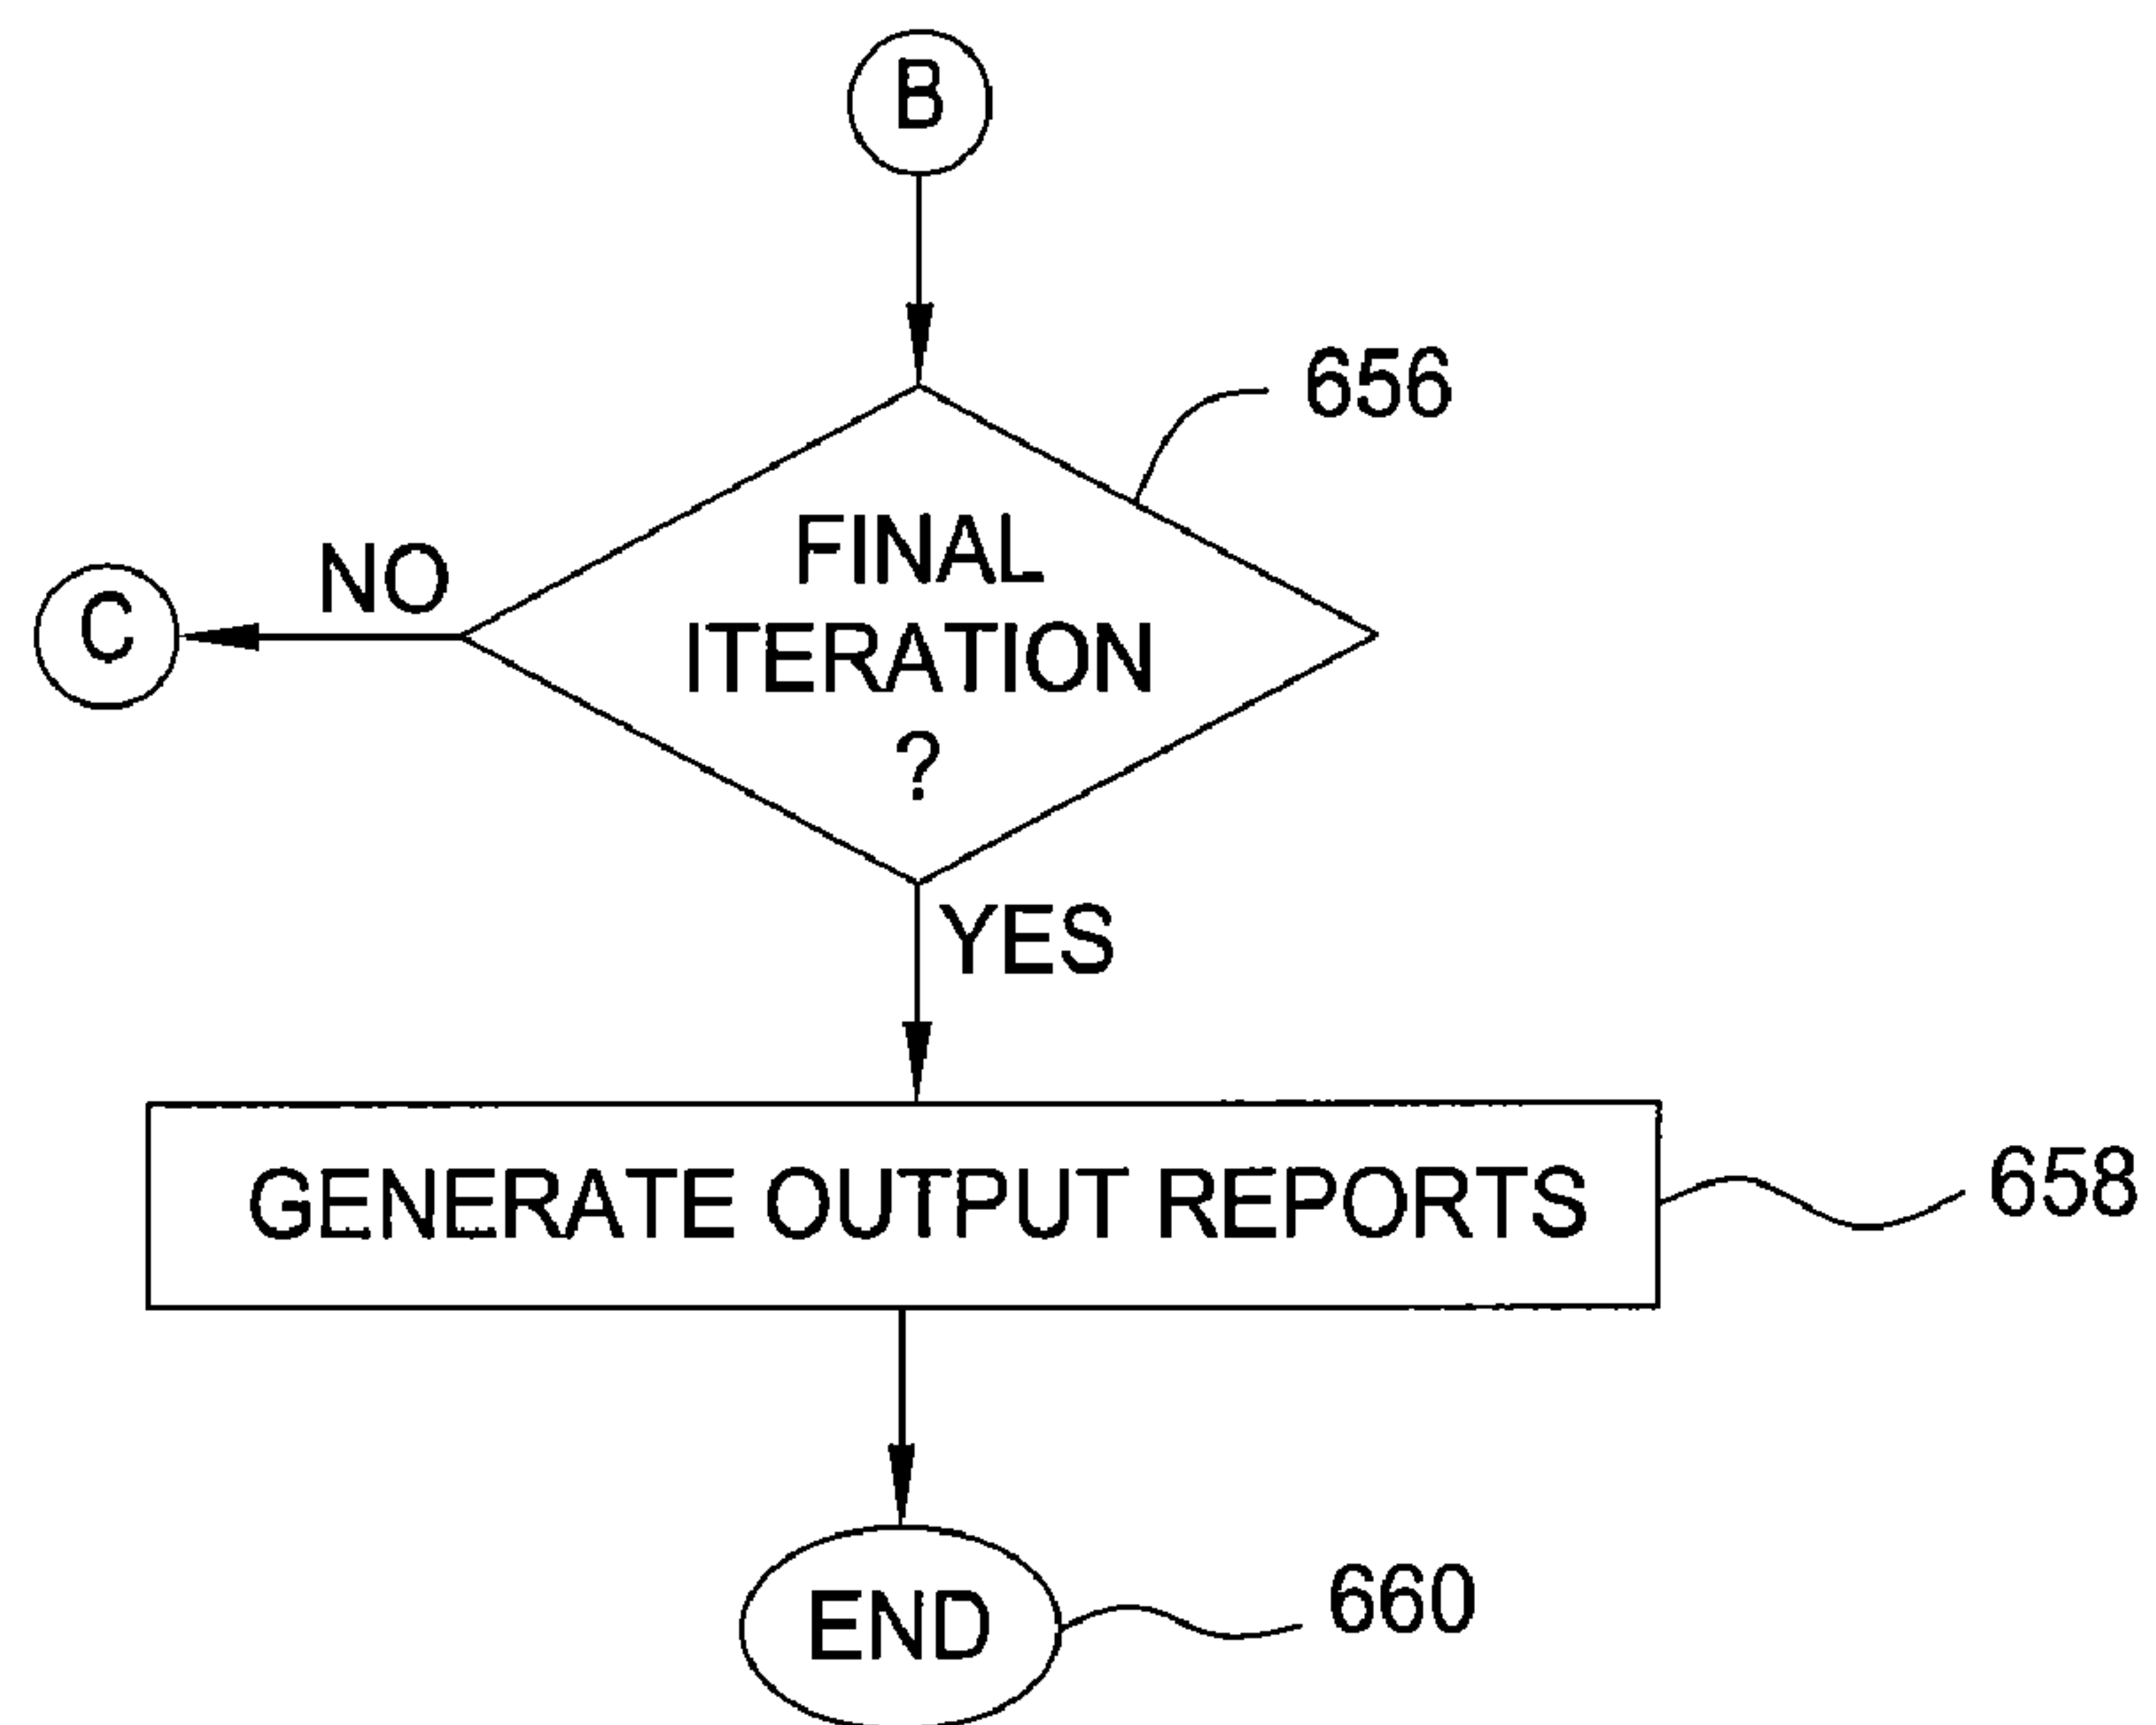 B
656
FINAL
ITERATION
?
NO
C
YES
GENERATE OUTPUT REPORTS
658
END
660